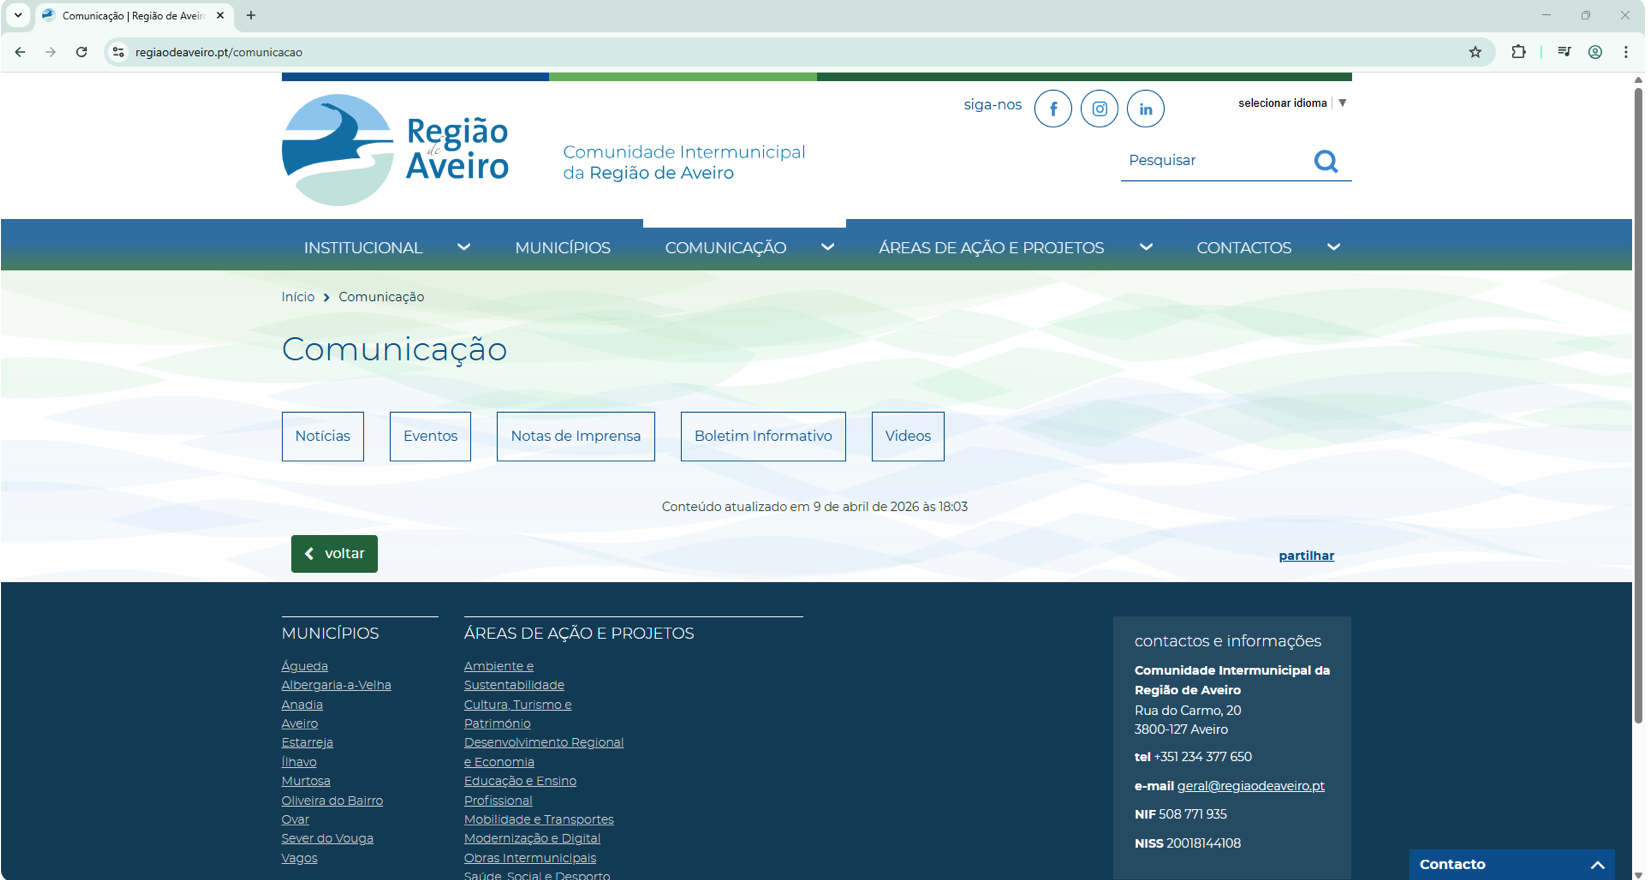 Comunicação | Região de Aveiro
regiaodeaveiro.pt/comunicacao
Região
de
Aveiro
Comunidade Intermunicipal
da Região de Aveiro
siga-nos
selecionar idioma ▼
Pesquisar
INSTITUCIONAL
MUNICÍPIOS
COMUNICAÇÃO
ÁREAS DE AÇÃO E PROJETOS
CONTACTOS
Início
Comunicação
Comunicação
Notícias
Eventos
Notas de Imprensa
Boletim Informativo
Videos
Conteúdo atualizado em 9 de abril de 2026 às 18:03
voltar
partilhar
MUNICÍPIOS
Águeda
Albergaria-a-Velha
Anadia
Aveiro
Estarreja
Ílhavo
Murtosa
Oliveira do Bairro
Ovar
Sever do Vouga
Vagos
ÁREAS DE AÇÃO E PROJETOS
Ambiente e
Sustentabilidade
Cultura, Turismo e
Património
Desenvolvimento Regional
e Economia
Educação e Ensino
Profissional
Mobilidade e Transportes
Modernização e Digital
Obras Intermunicipais
Saúde, Social e Desporto
contactos e informações
Comunidade Intermunicipal da
Região de Aveiro
Rua do Carmo, 20
3800-127 Aveiro
tel +351 234 377 650
e-mail geral@regiaodeaveiro.pt
NIF 508 771 935
NISS 20018144108
Contacto